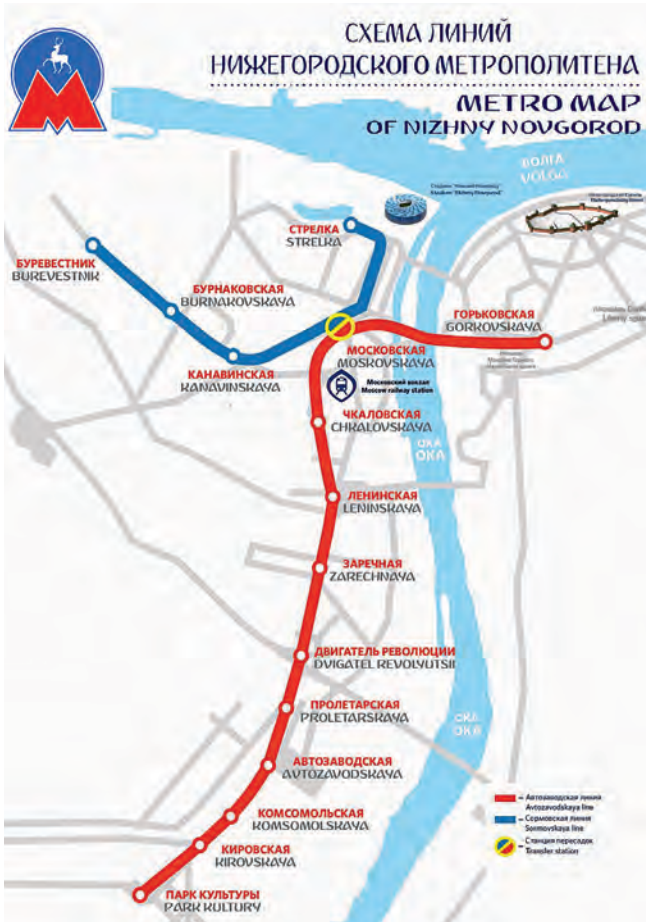 СХЕМА ЛИНИЙ
НИЖЕГОРОДСКОГО МЕТРОПОЛИТЕНА
METRO MAP
OF NIZHNY NOVGOROD
М
ВОЛГА
VOLGA
СТРЕЛКА
STRELKA
БУРЕВЕСТНИК
BUREVESTNIK
БУРНАКОВСКАЯ
BURNAKOVSKAYA
ГОРЬКОВСКАЯ
GORKOVSKAYA
МОСКОВСКАЯ
MOSKOVSKAYA
КАНАВИНСКАЯ
KANAVINSKAYA
Московский вокзал
Moscow railway station
ЧКАЛОВСКАЯ
CHKALOVSKAYA
ОКА
OKA
ЛЕНИНСКАЯ
LENINSKAYA
ЗАРЕЧНАЯ
ZARECHNAYA
ДВИГАТЕЛЬ РЕВОЛЮЦИИ
DVIGATEL REVOLYUTSII
ПРОЛЕТАРСКАЯ
PROLETARSKAYA
ОКА
OKA
АВТОЗАВОДСКАЯ
AVTOZAVODSKAYA
КОМСОМОЛЬСКАЯ
KOMSOMOLSKAYA
КИРОВСКАЯ
KIROVSKAYA
ПАРК КУЛЬТУРЫ
PARK KULTURY
– Автозаводская линия
Avtozavodskaya line
– Сормовская линия
Sormovskaya line
– Станция пересадок
Transfer station